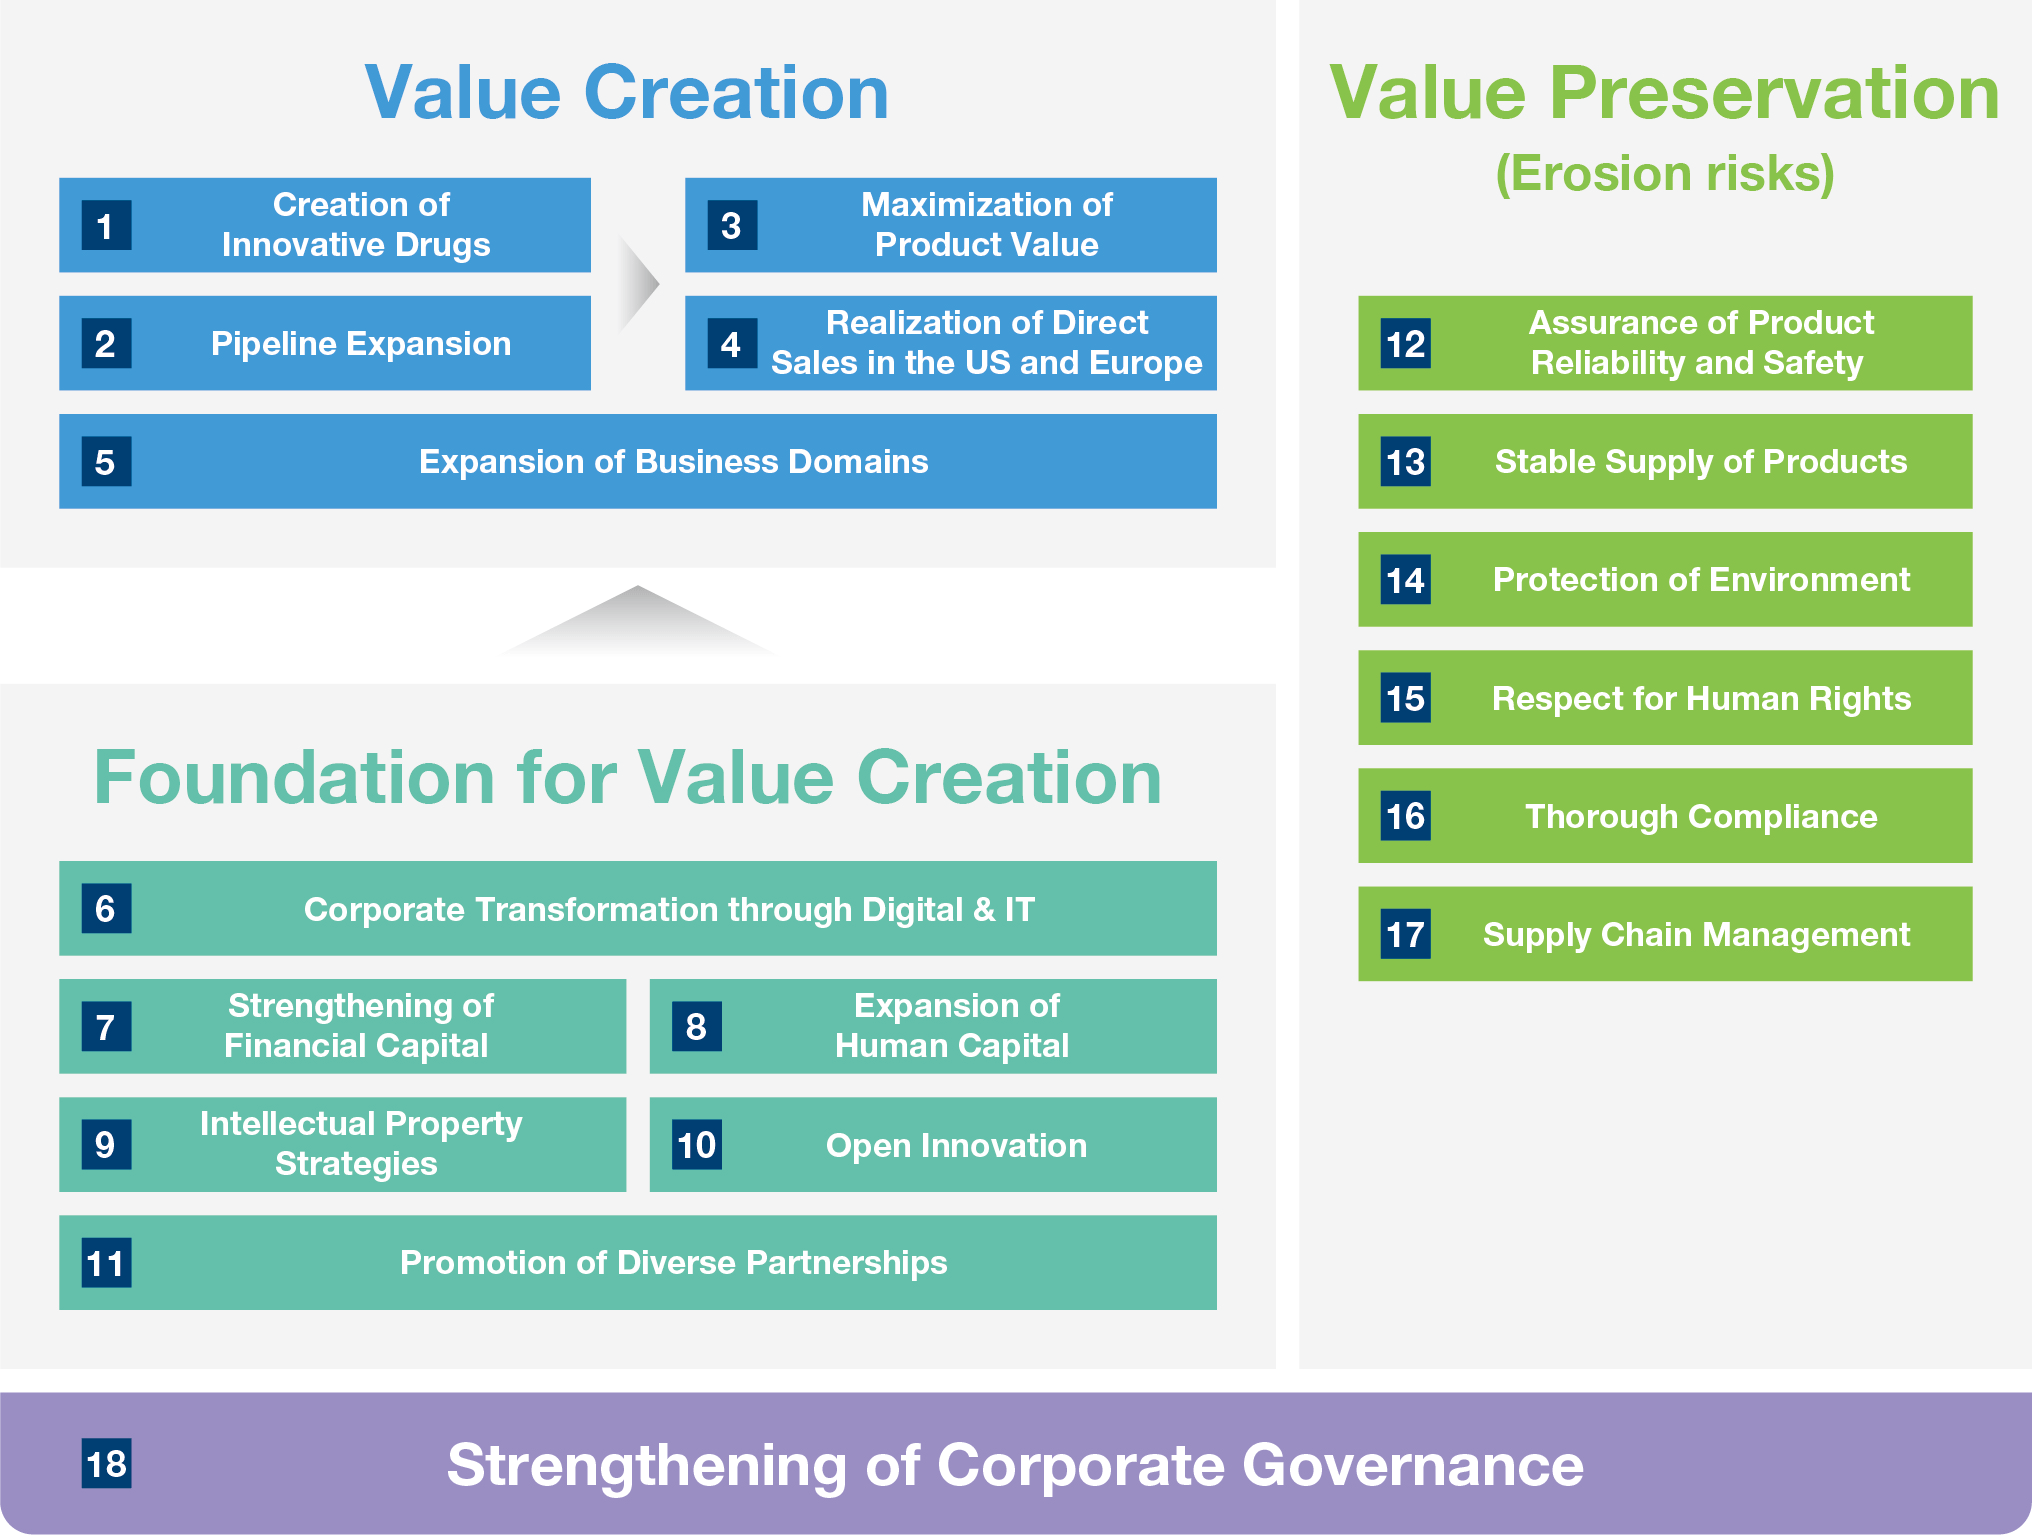 Value Creation
1
Creation of
Innovative Drugs
2
Pipeline Expansion
3
Maximization of
Product Value
4
Realization of Direct
Sales in the US and Europe
5
Expansion of Business Domains
Foundation for Value Creation
6
Corporate Transformation through Digital & IT
7
Strengthening of
Financial Capital
8
Expansion of
Human Capital
9
Intellectual Property
Strategies
10
Open Innovation
11
Promotion of Diverse Partnerships
Value Preservation
(Erosion risks)
12
Assurance of Product
Reliability and Safety
13
Stable Supply of Products
14
Protection of Environment
15
Respect for Human Rights
16
Thorough Compliance
17
Supply Chain Management
18
Strengthening of Corporate Governance